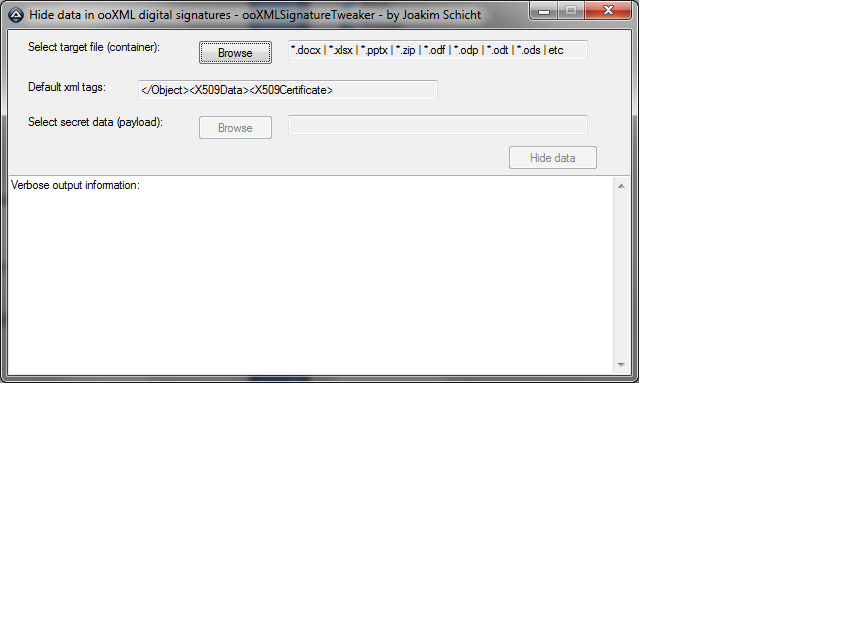 Hide data in ooXML digital signatures - ooXMLSignatureTweaker - by Joakim Schicht
Select target file (container): Browse *.docx | *.xlsx | *.pptx | *.zip | *.odf | *.odp | *.odt | *.ods | etc
Default xml tags: </Object><X509Data><X509Certificate>
Select secret data (payload): Browse
Hide data
Verbose output information: